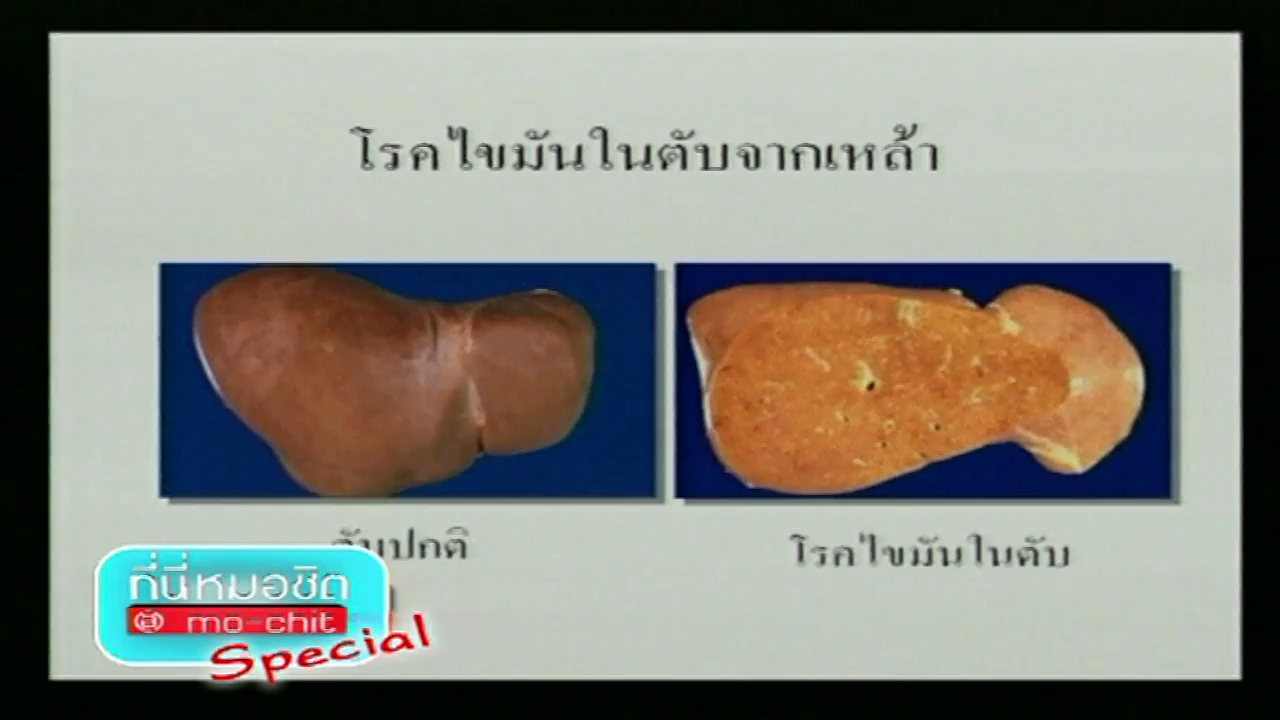 โรคไขมันในตับจากเหล้า
ตับปกติ
โรคไขมันในตับ
ที่นี่หมอชิต
@ mo-chit
Special